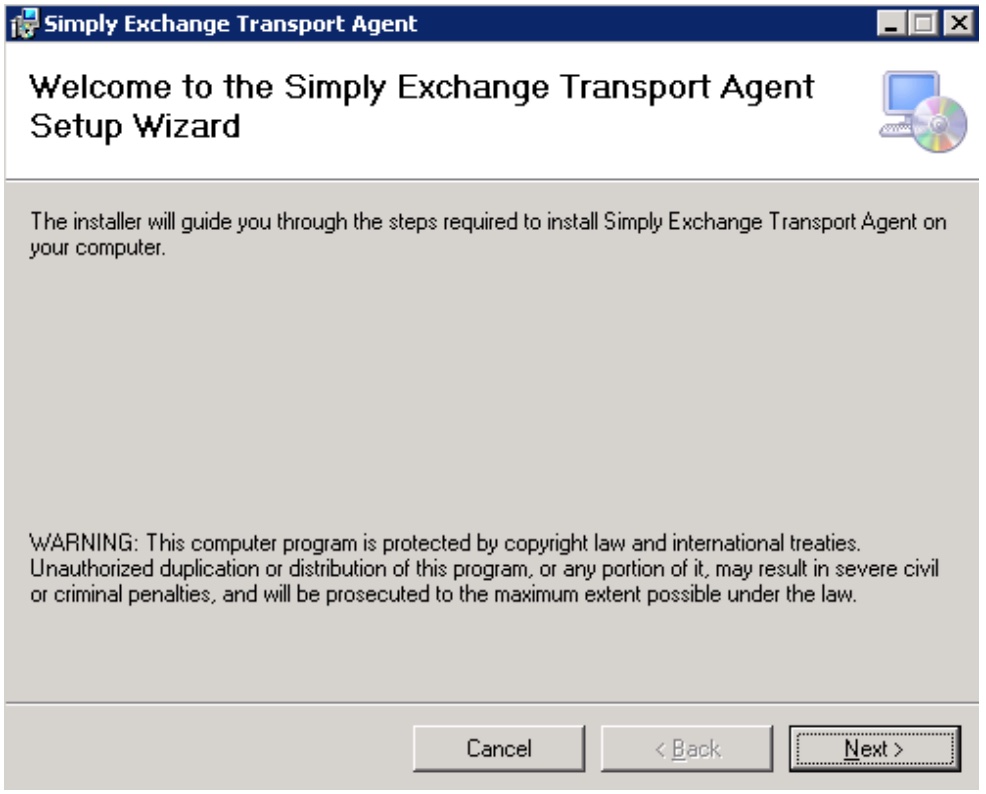 Simply Exchange Transport Agent
Welcome to the Simply Exchange Transport Agent
Setup Wizard
The installer will guide you through the steps required to install Simply Exchange Transport Agent on
your computer.
WARNING: This computer program is protected by copyright law and international treaties.
Unauthorized duplication or distribution of this program, or any portion of it, may result in severe civil
or criminal penalties, and will be prosecuted to the maximum extent possible under the law.
Cancel < Back Next >